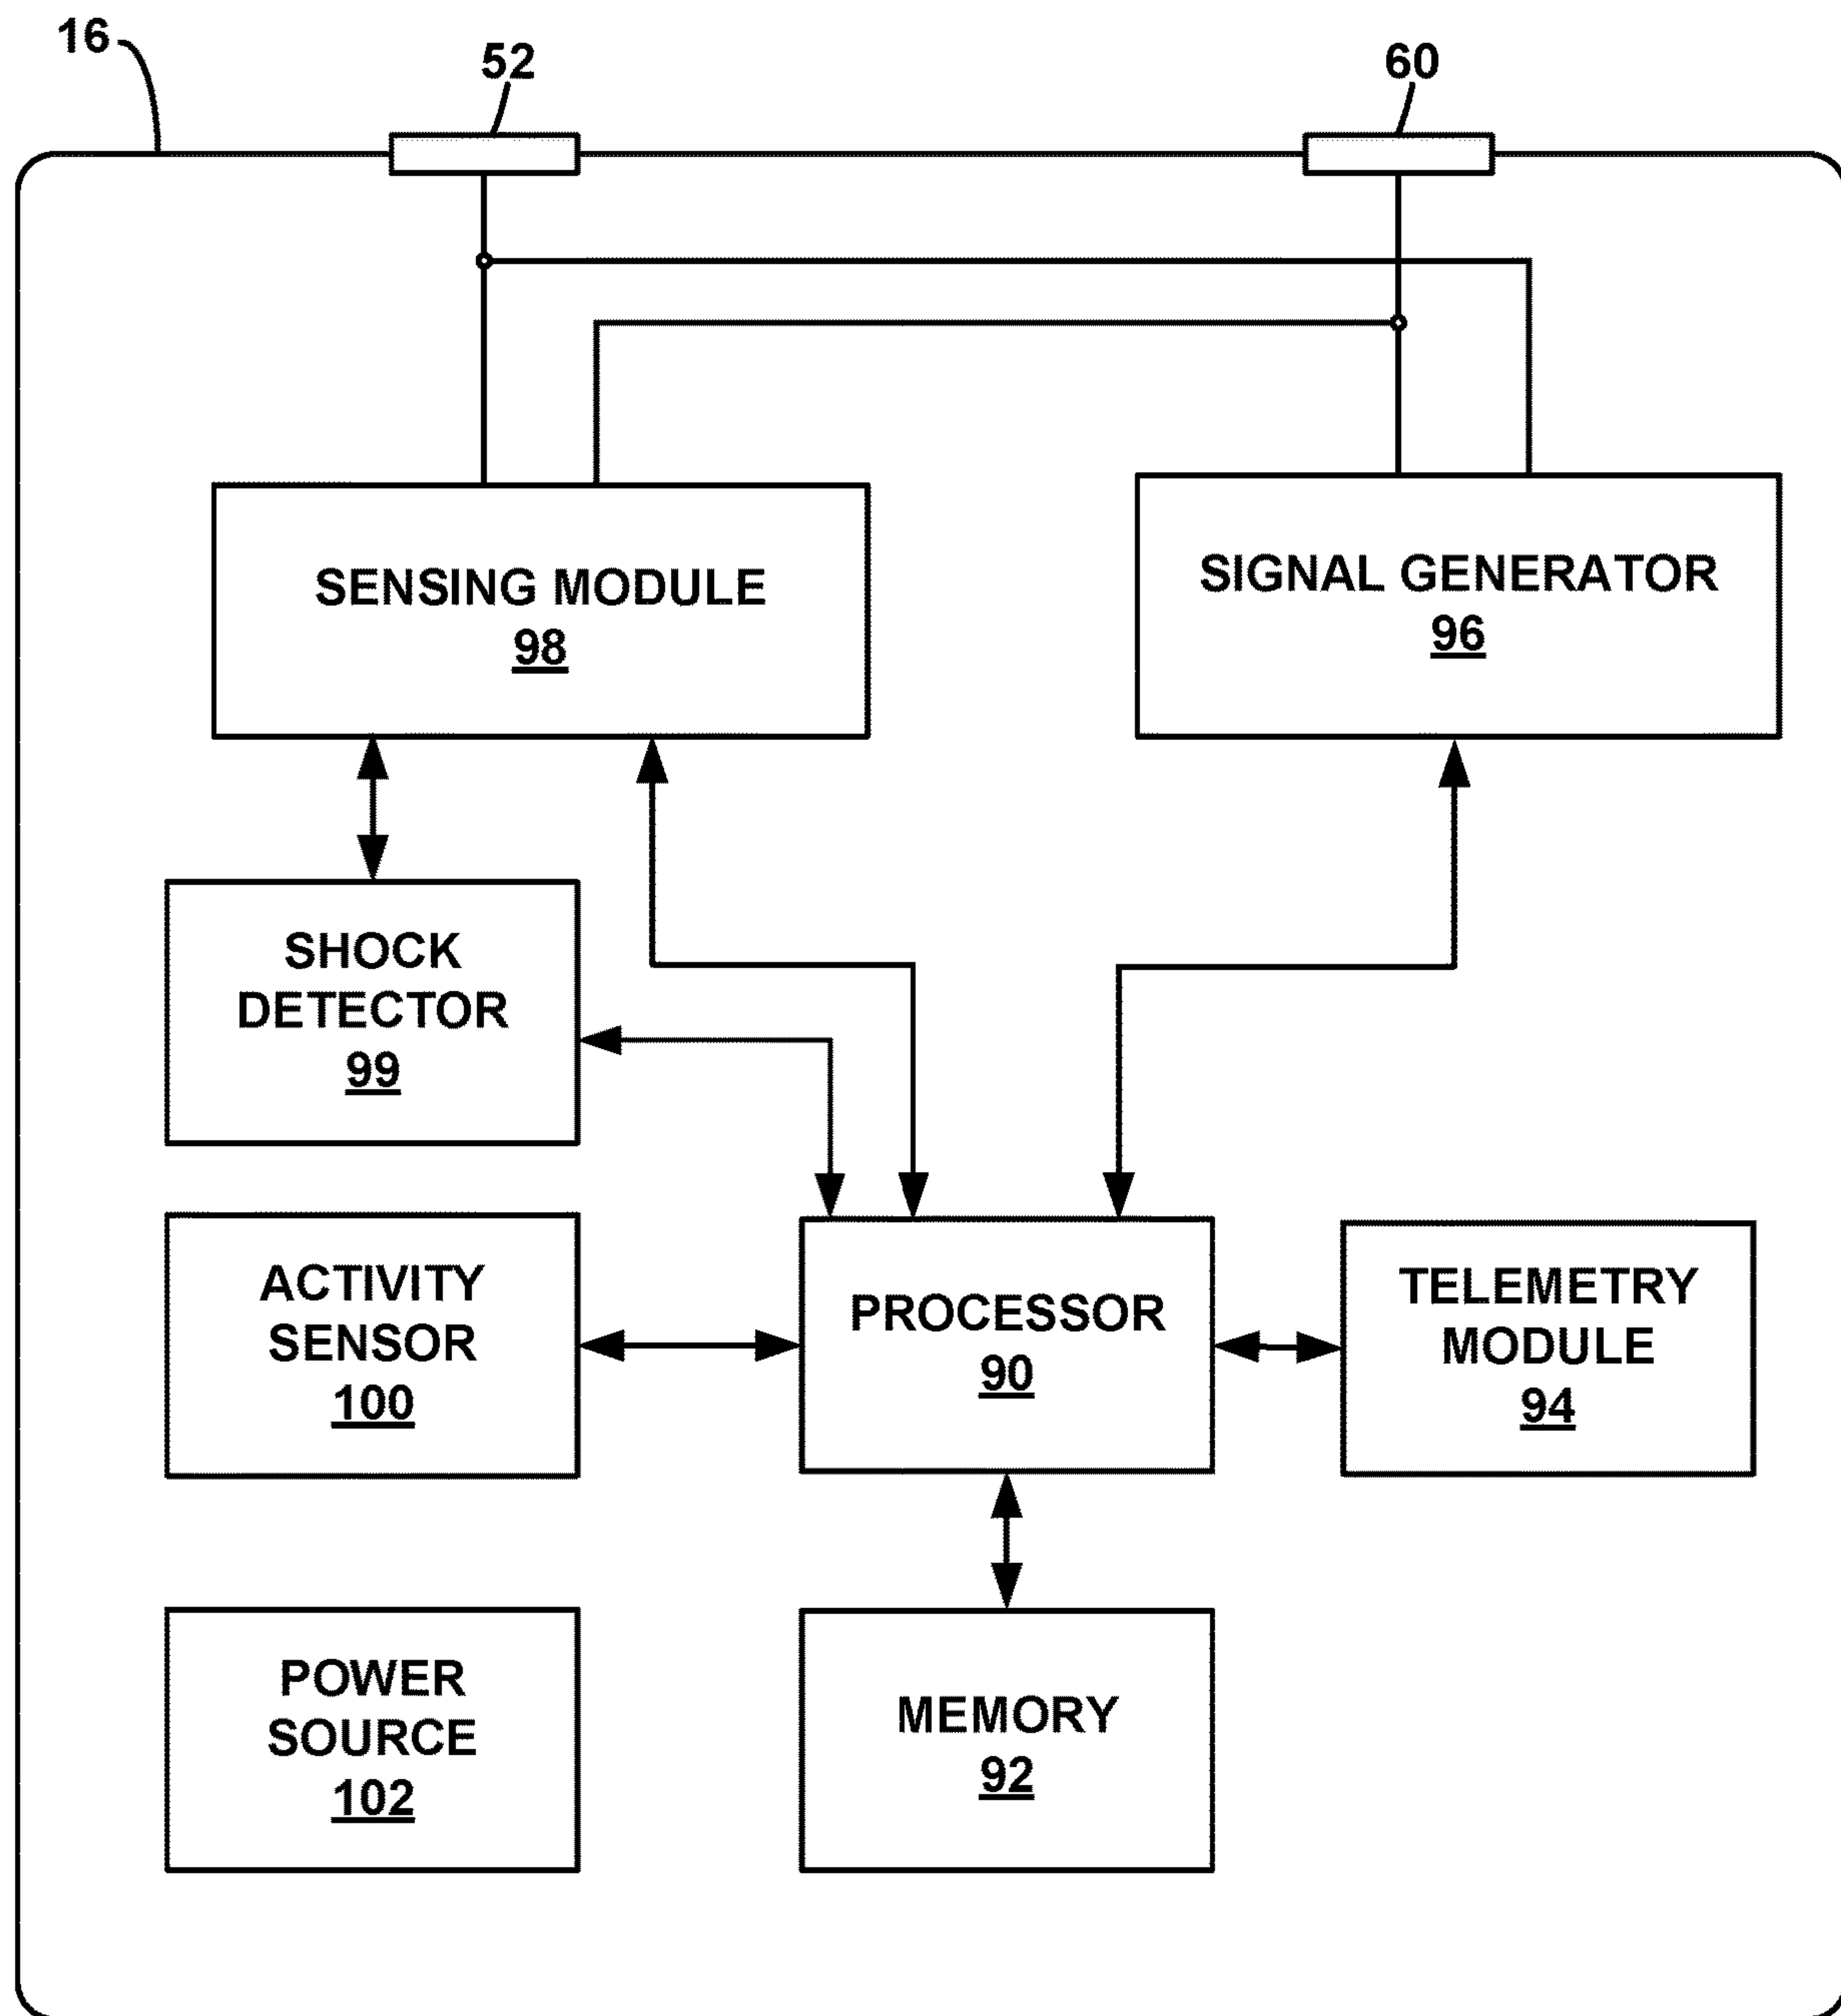 16
52
60
SENSING MODULE
98
SIGNAL GENERATOR
96
SHOCK
DETECTOR
99
ACTIVITY
SENSOR
100
PROCESSOR
90
TELEMETRY
MODULE
94
POWER
SOURCE
102
MEMORY
92